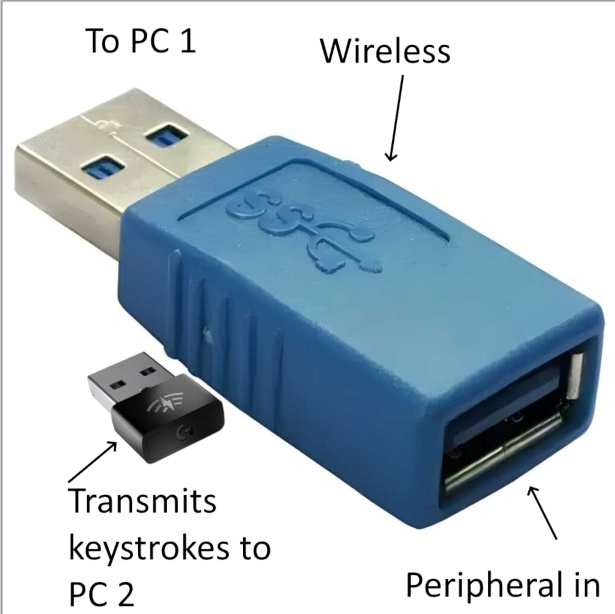 To PC 1
Wireless
SS
Transmits
keystrokes to
PC 2
Peripheral in